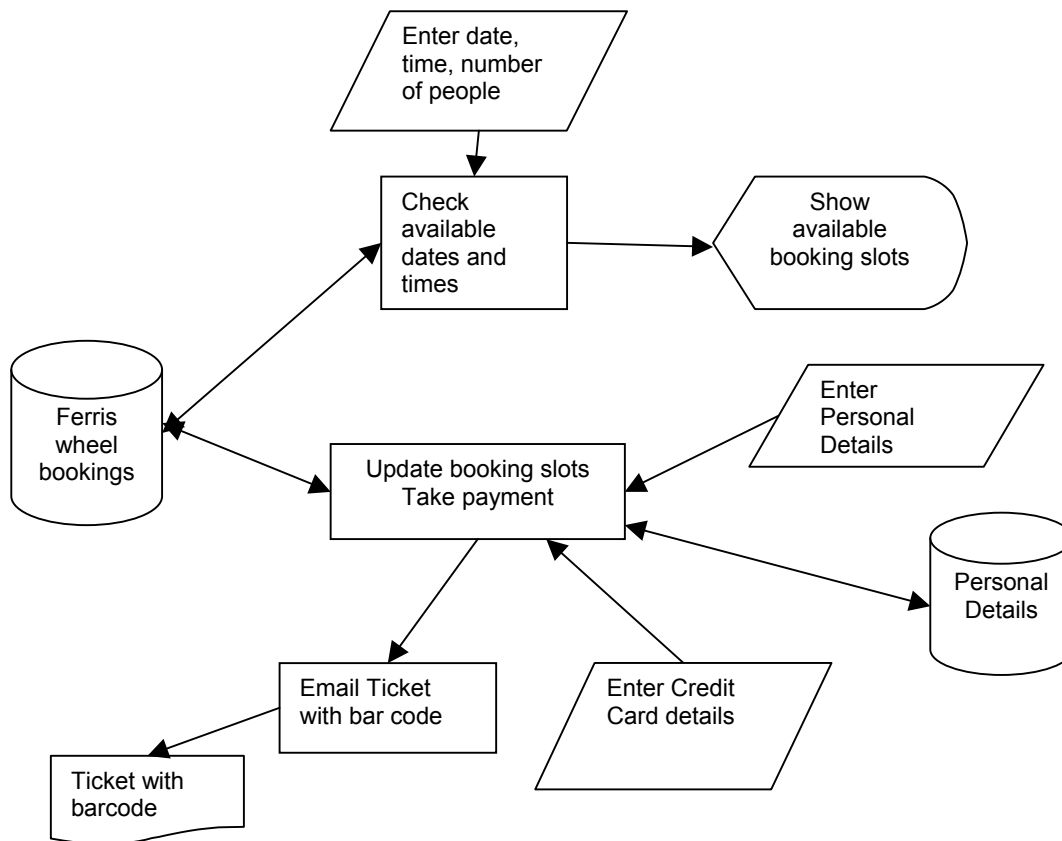 Enter date,
time, number
of people
Check
available
dates and
times
Show
available
booking slots
Ferris
wheel
bookings
Enter
Personal
Details
Update booking slots
Take payment
Personal
Details
Email Ticket
with bar code
Enter Credit
Card details
Ticket with
barcode